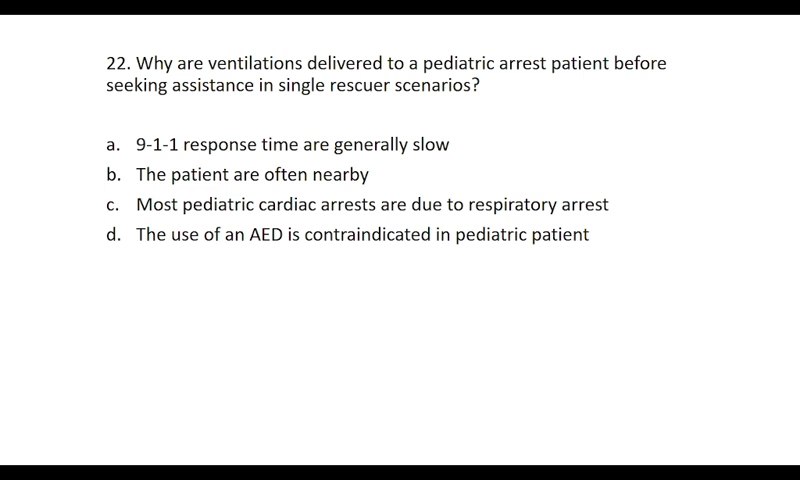 22. Why are ventilations delivered to a pediatric arrest patient before
seeking assistance in single rescuer scenarios?
a. 9-1-1 response time are generally slow
b. The patient are often nearby
c. Most pediatric cardiac arrests are due to respiratory arrest
d. The use of an AED is contraindicated in pediatric patient